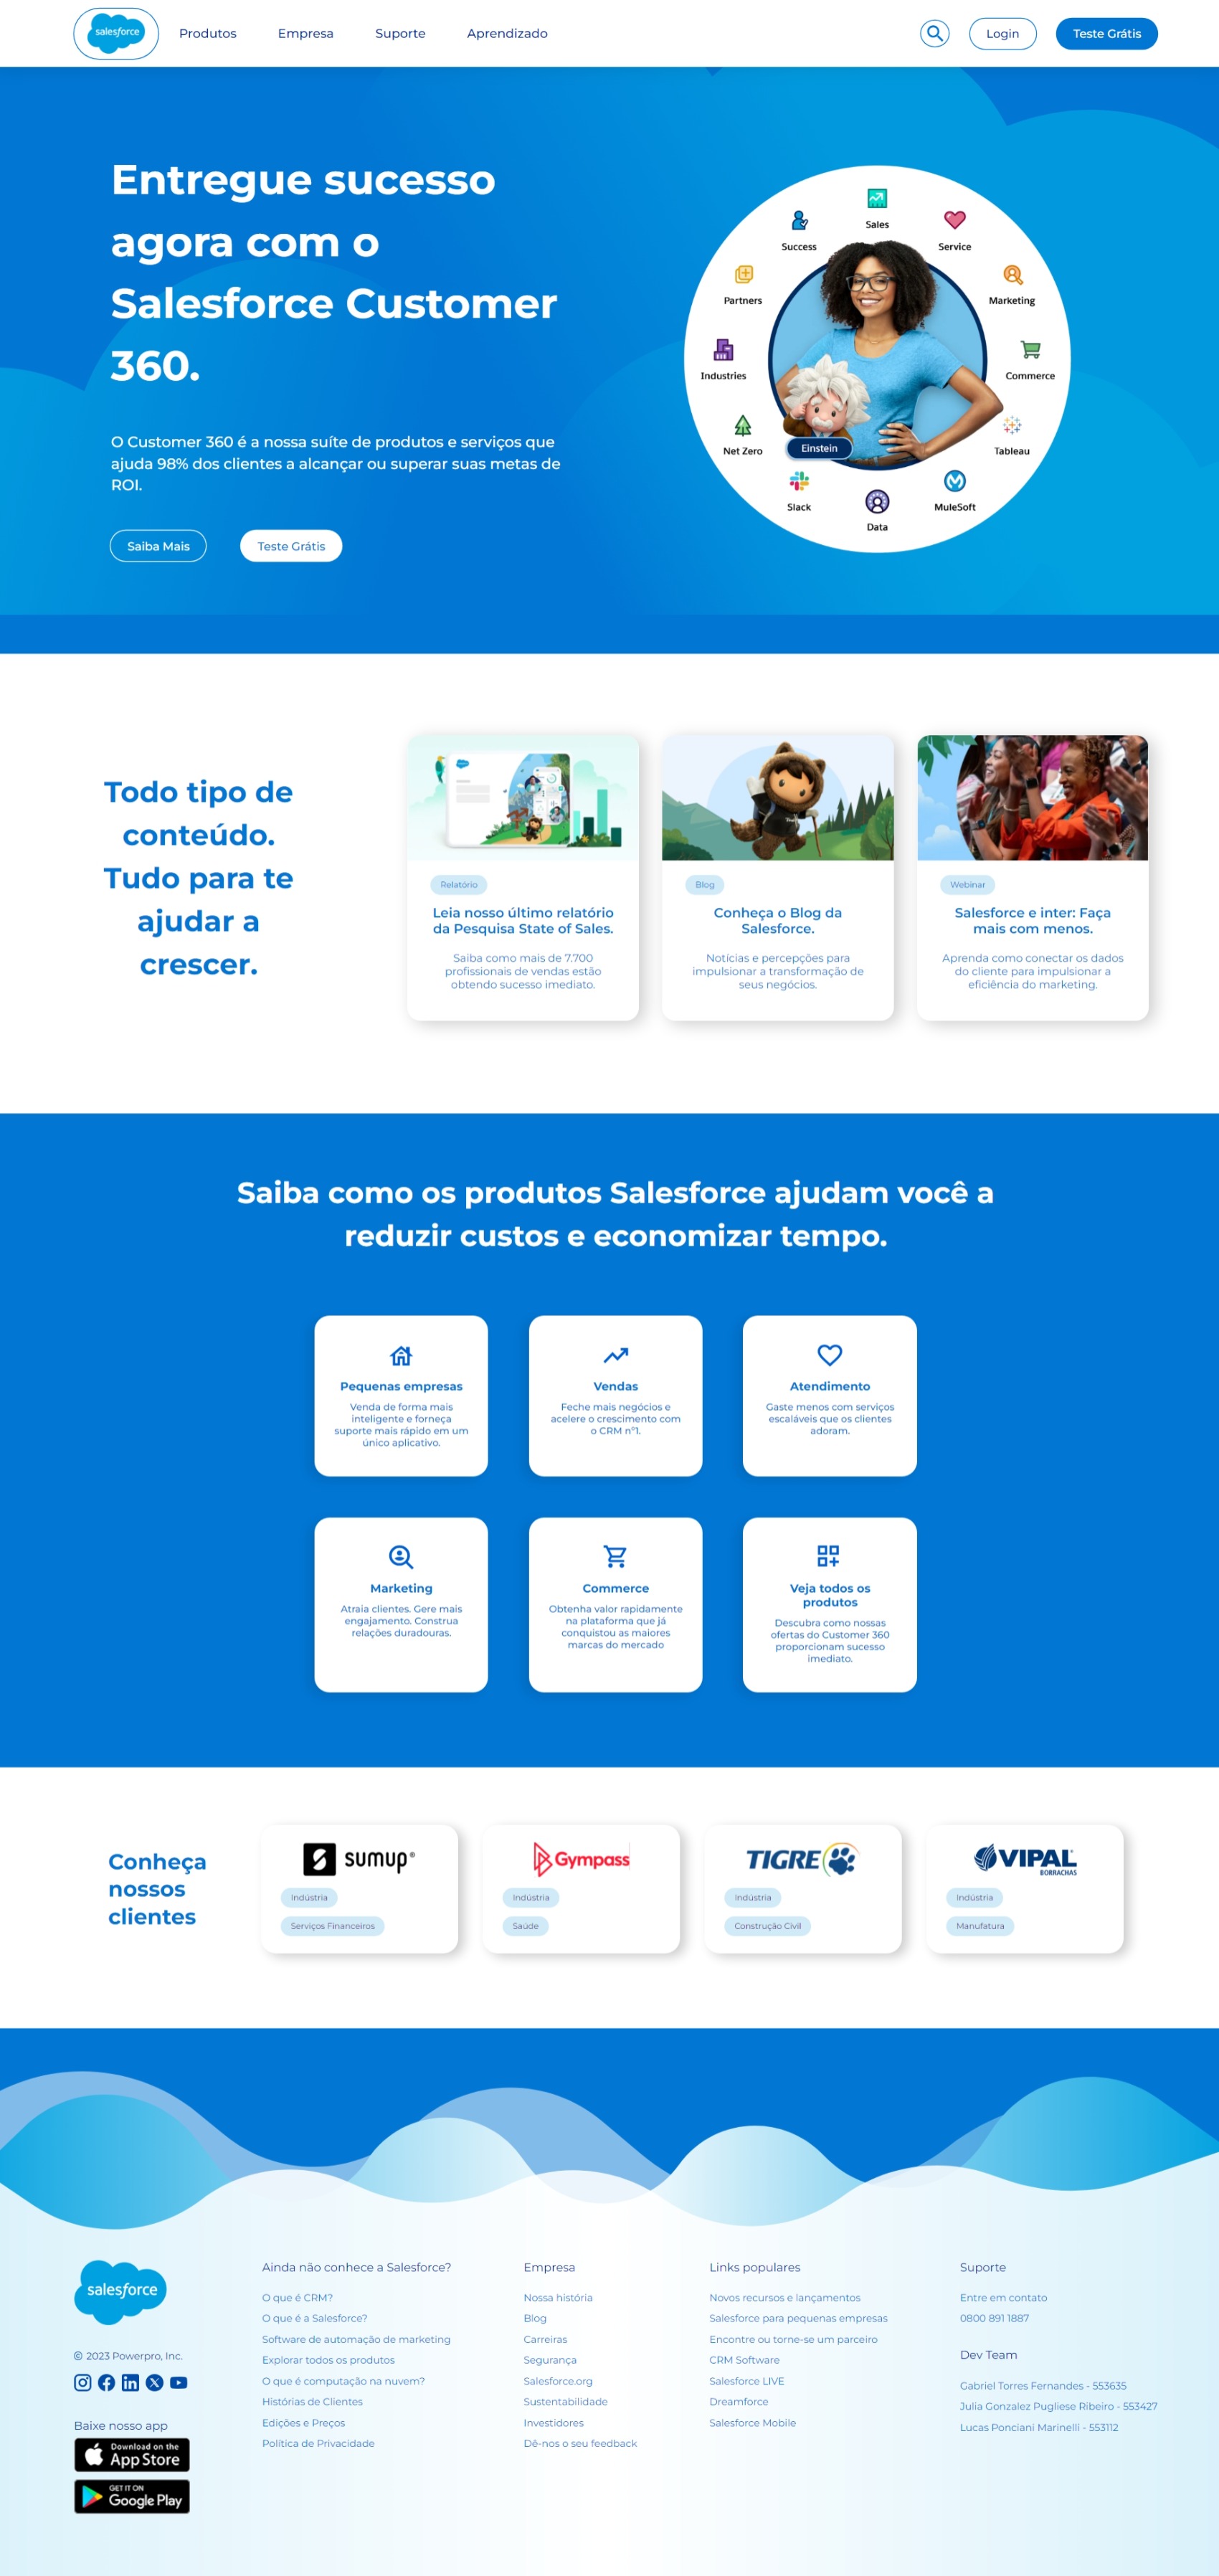 salesforce
Produtos
Empresa
Suporte
Aprendizado
Login
Teste Grátis
Entregue sucesso
agora com o
Salesforce Customer
360.
O Customer 360 é a nossa suíte de produtos e serviços que
ajuda 98% dos clientes a alcançar ou superar suas metas de
ROI.
Saiba Mais
Teste Grátis
Sales
Success
Service
Partners
Marketing
Industries
Commerce
Net Zero
Einstein
Tableau
Slack
MuleSoft
Data
Todo tipo de
conteúdo.
Tudo para te
ajudar a
crescer.
Relatório
Leia nosso último relatório
da Pesquisa State of Sales.
Saiba como mais de 7.700
profissionais de vendas estão
obtendo sucesso imediato.
Blog
Conheça o Blog da
Salesforce.
Notícias e percepções para
impulsionar a transformação de
seus negócios.
Webinar
Salesforce e inter: Faça
mais com menos.
Aprenda como conectar os dados
do cliente para impulsionar a
eficiência do marketing.
Saiba como os produtos Salesforce ajudam você a
reduzir custos e economizar tempo.
Pequenas empresas
Venda de forma mais
inteligente e forneça
suporte mais rápido em um
único aplicativo.
Vendas
Feche mais negócios e
acelere o crescimento com
o CRM nº1.
Atendimento
Gaste menos com serviços
escaláveis que os clientes
adoram.
Marketing
Atraia clientes. Gere mais
engajamento. Construa
relações duradouras.
Commerce
Obtenha valor rapidamente
na plataforma que já
conquistou as maiores
marcas do mercado
Veja todos os
produtos
Descubra como nossas
ofertas do Customer 360
proporcionam sucesso
imediato.
Conheça
nossos
clientes
sumup®
Indústria
Serviços Financeiros
Gympass
Indústria
Saúde
TIGRE
Indústria
Construção Civil
VIPAL
BORRACHAS
Indústria
Manufatura
salesforce
© 2023 Powerpro, Inc.
Baixe nosso app
Download on the
App Store
GET IT ON
Google Play
Ainda não conhece a Salesforce?
O que é CRM?
O que é a Salesforce?
Software de automação de marketing
Explorar todos os produtos
O que é computação na nuvem?
Histórias de Clientes
Edições e Preços
Política de Privacidade
Empresa
Nossa história
Blog
Carreiras
Segurança
Salesforce.org
Sustentabilidade
Investidores
Dê-nos o seu feedback
Links populares
Novos recursos e lançamentos
Salesforce para pequenas empresas
Encontre ou torne-se um parceiro
CRM Software
Salesforce LIVE
Dreamforce
Salesforce Mobile
Suporte
Entre em contato
0800 891 1887
Dev Team
Gabriel Torres Fernandes - 553635
Julia Gonzalez Pugliese Ribeiro - 553427
Lucas Ponciani Marinelli - 553112